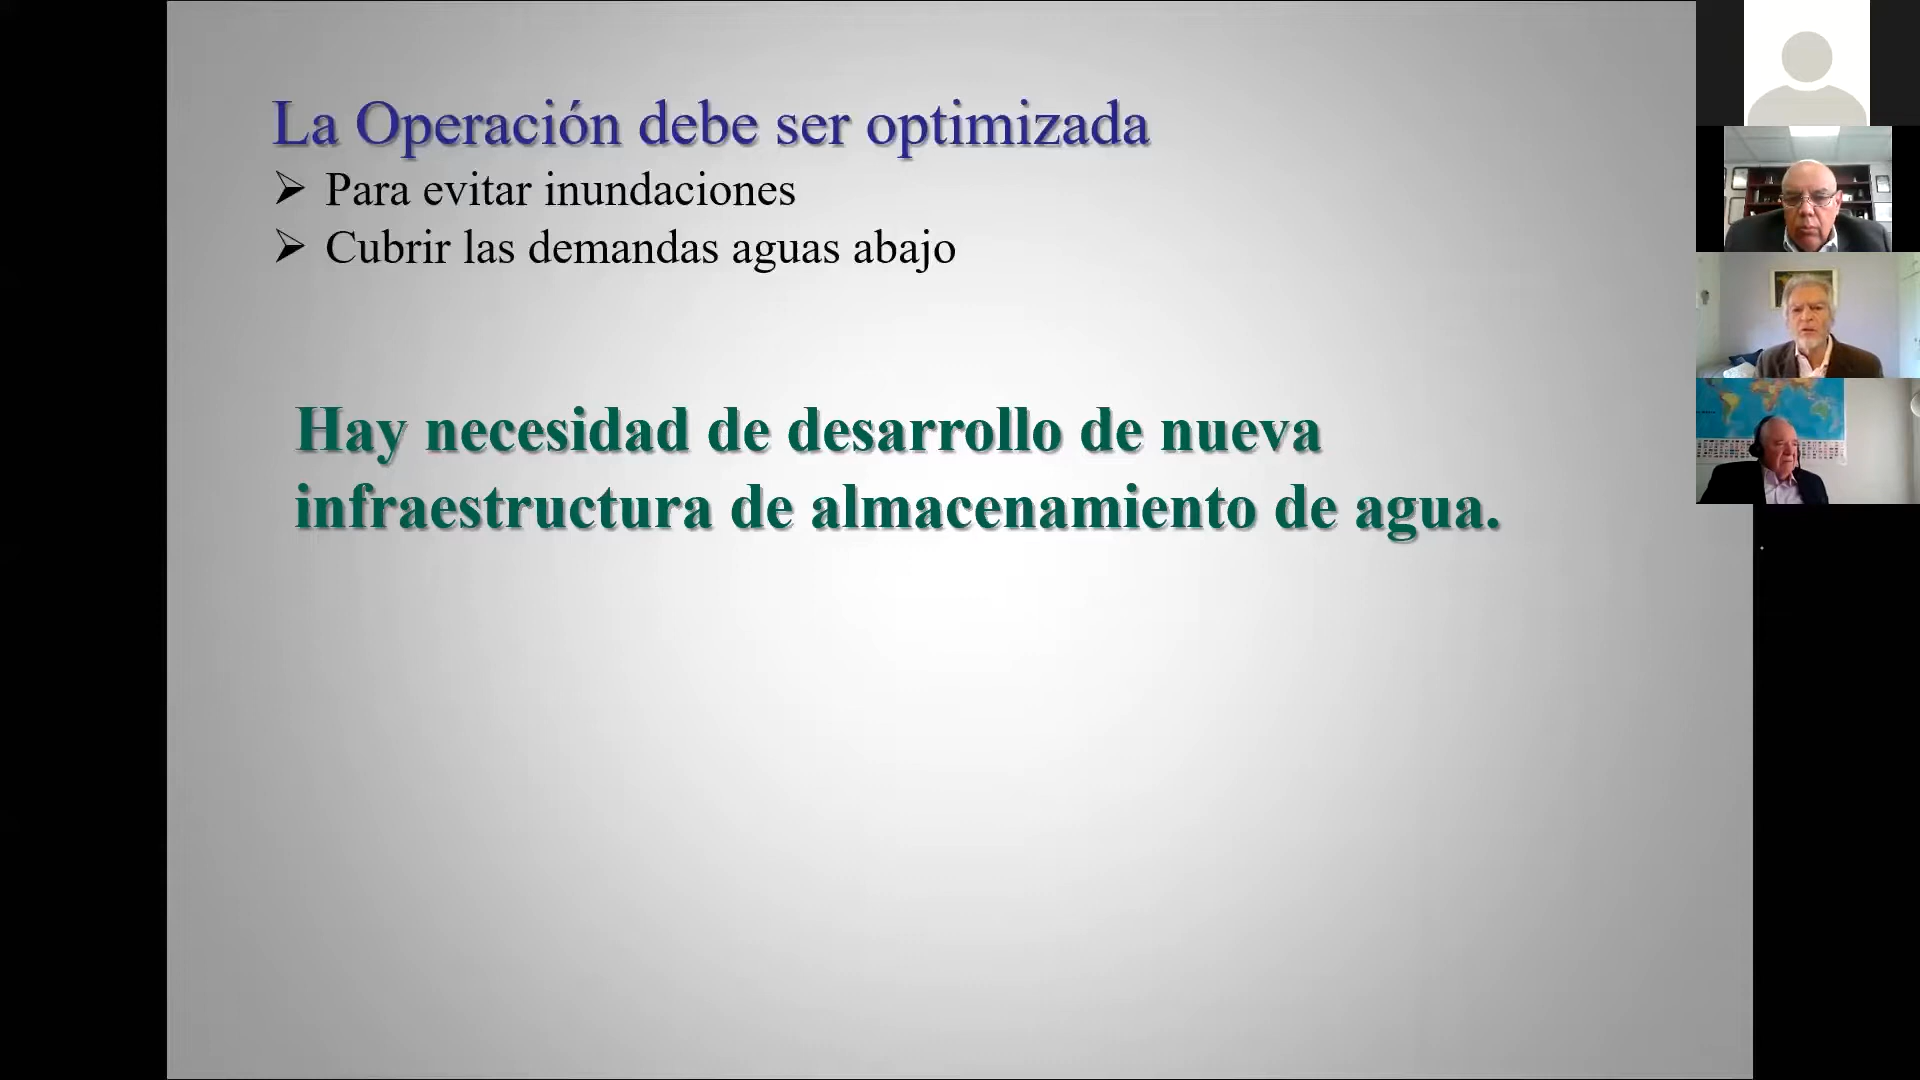 La Operación debe ser optimizada
➢ Para evitar inundaciones
➢ Cubrir las demandas aguas abajo
Hay necesidad de desarrollo de nueva
infraestructura de almacenamiento de agua.